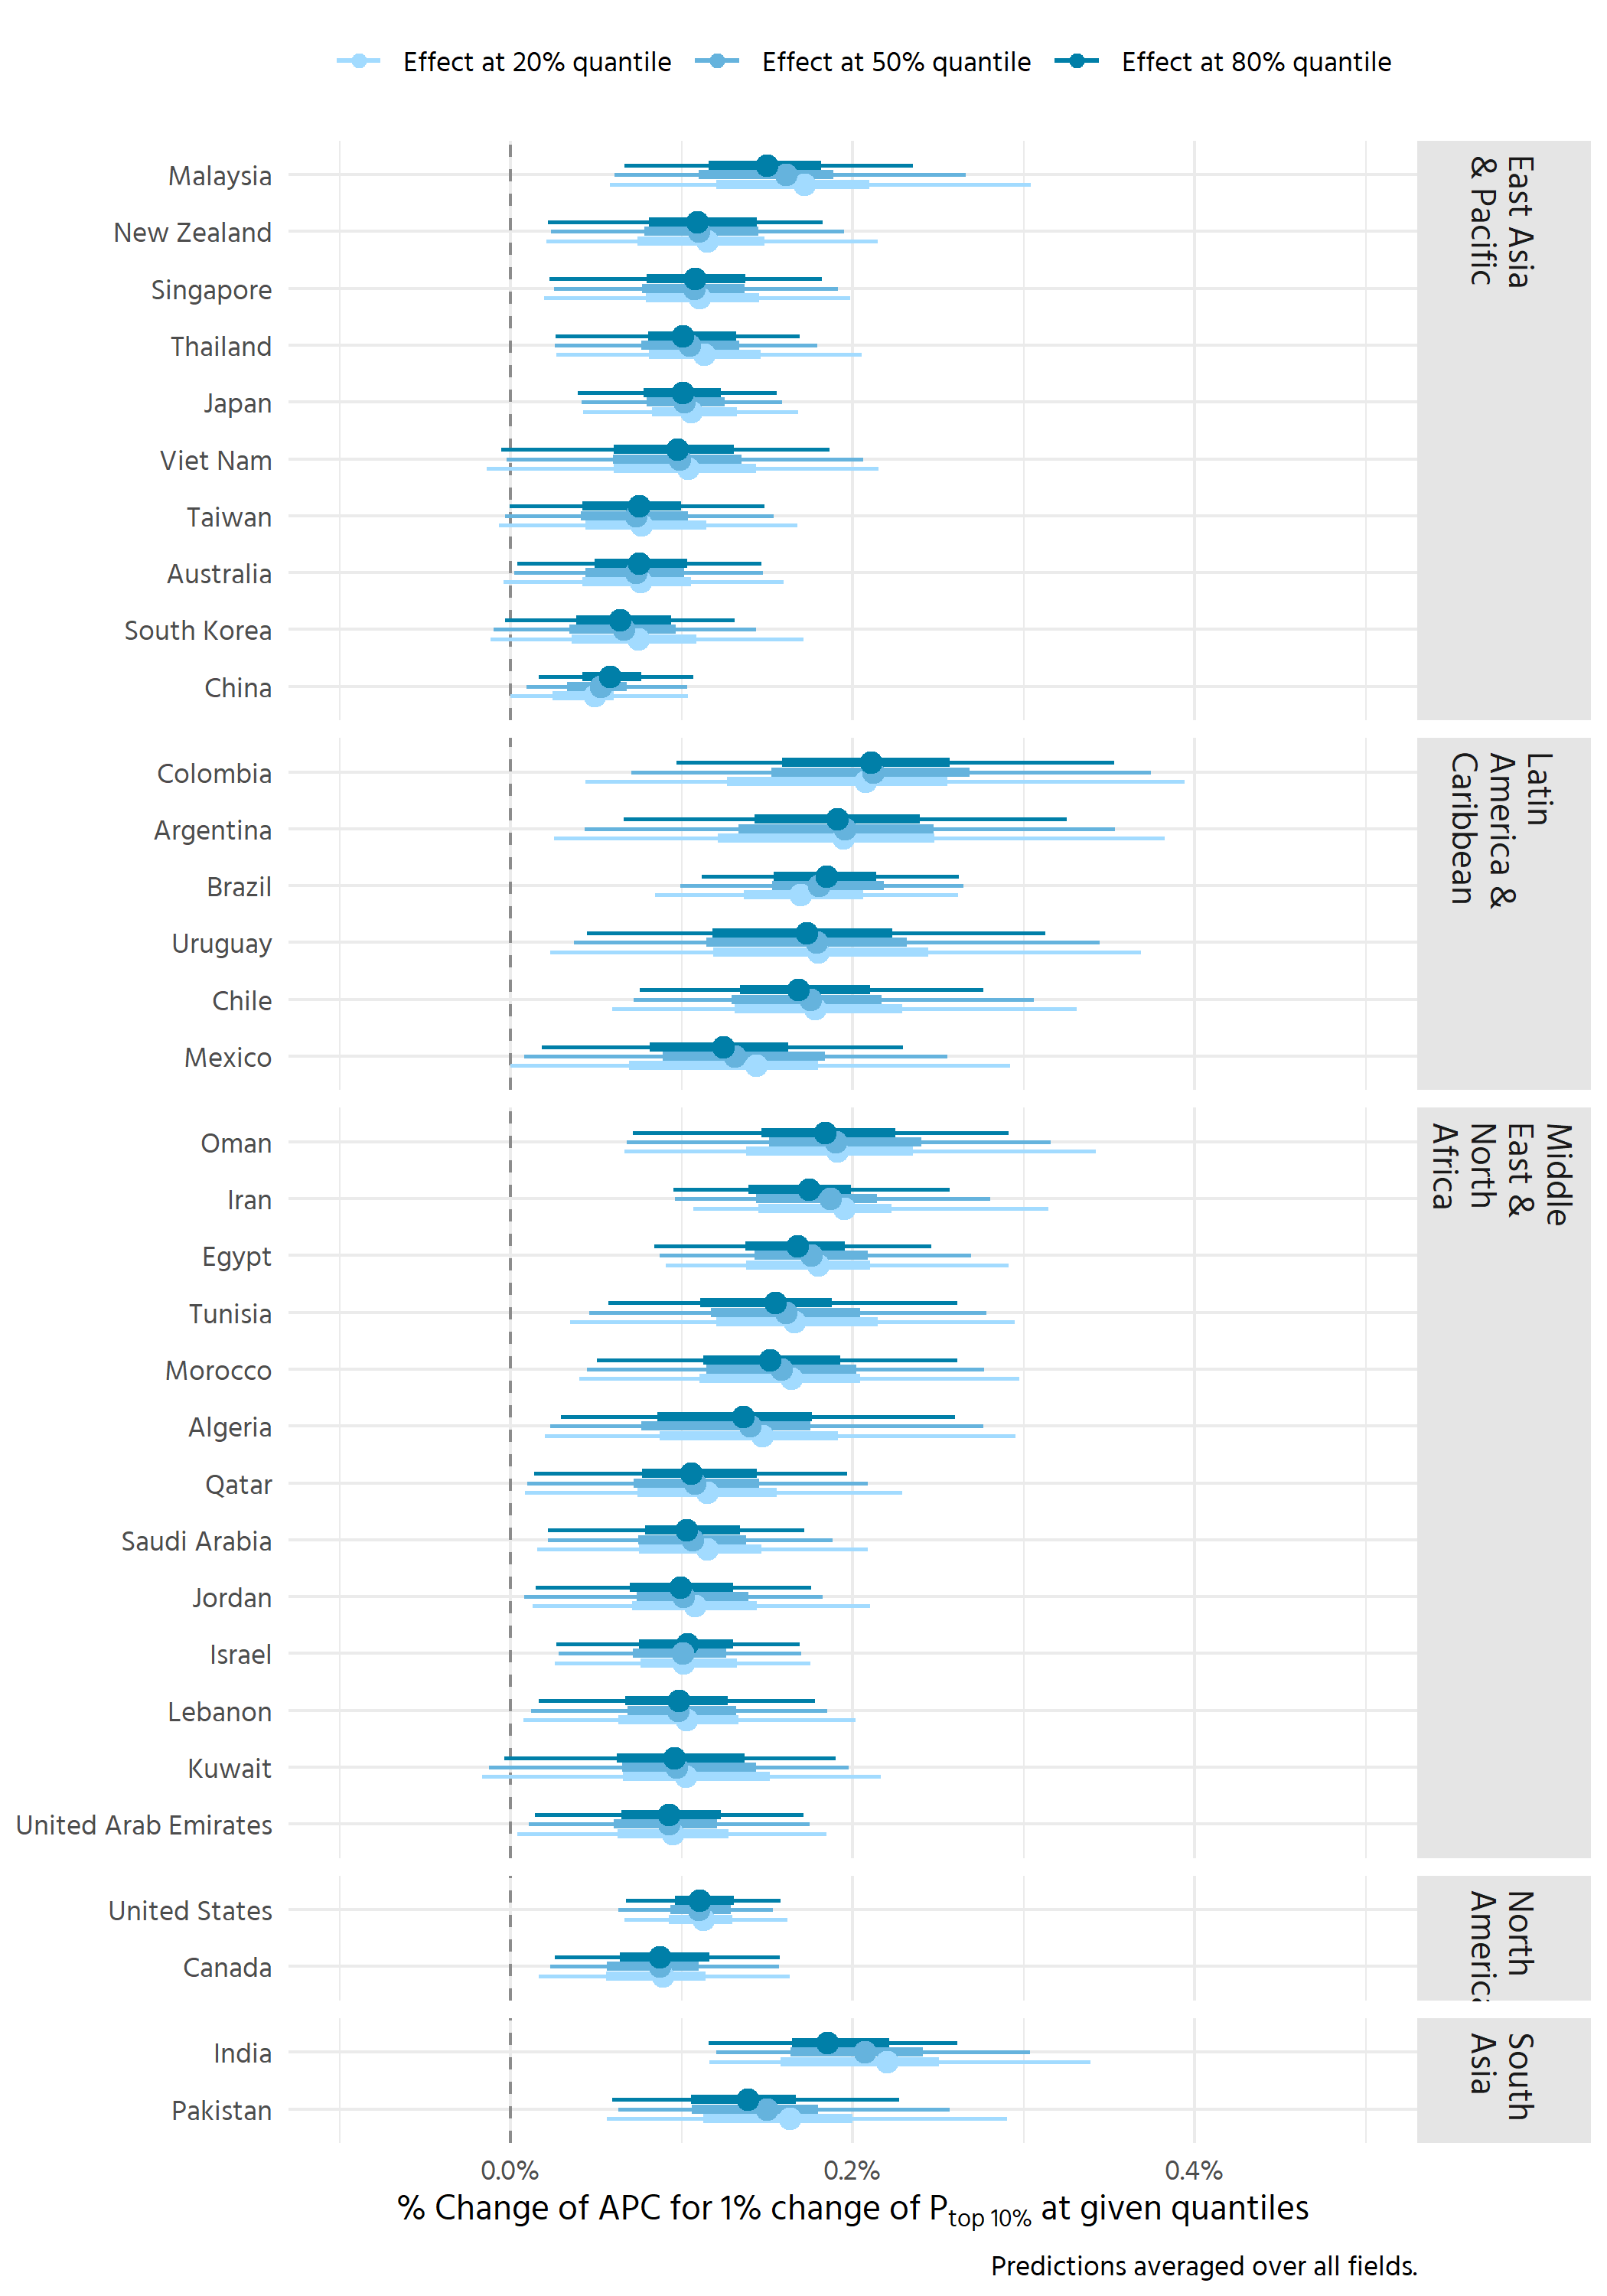 Effect at 20% quantile Effect at 50% quantile Effect at 80% quantile
East Asia
& Pacific
Malaysia
New Zealand
Singapore
Thailand
Japan
Viet Nam
Taiwan
Australia
South Korea
China
Latin
America &
Caribbean
Colombia
Argentina
Brazil
Uruguay
Chile
Mexico
Middle
East &
North
Africa
Oman
Iran
Egypt
Tunisia
Morocco
Algeria
Qatar
Saudi Arabia
Jordan
Israel
Lebanon
Kuwait
United Arab Emirates
North
America
United States
Canada
South
Asia
India
Pakistan
0.0% 0.2% 0.4%
% Change of APC for 1% change of Ptop 10% at given quantiles
Predictions averaged over all fields.